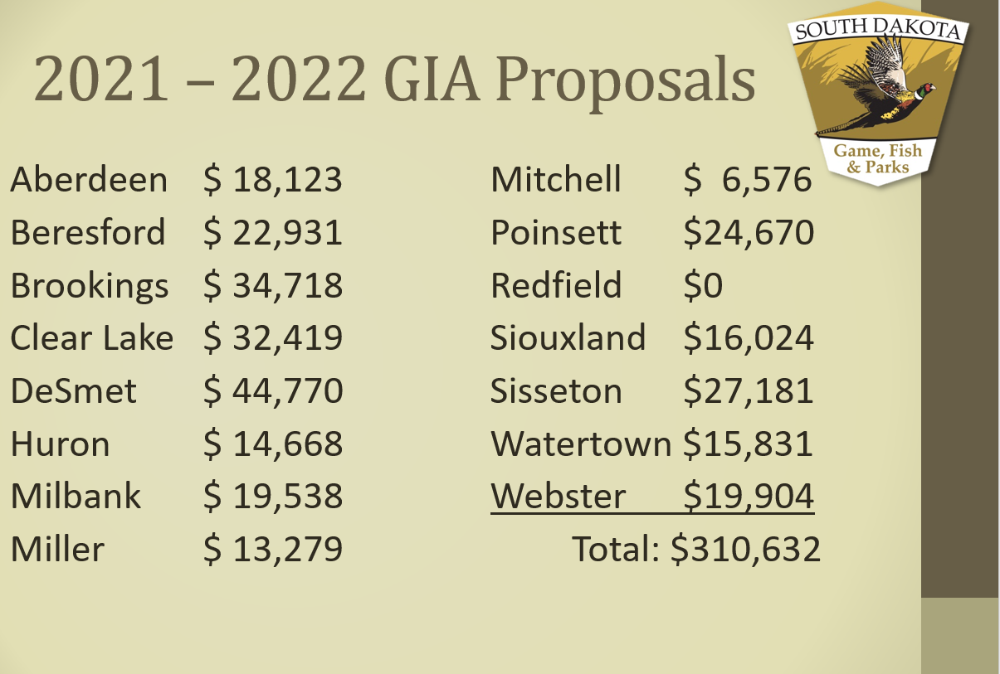 2021 – 2022 GIA Proposals
SOUTH DAKOTA
Game, Fish
& Parks
Aberdeen $ 18,123
Beresford $ 22,931
Brookings $ 34,718
Clear Lake $ 32,419
DeSmet $ 44,770
Huron $ 14,668
Milbank $ 19,538
Miller $ 13,279
Mitchell $ 6,576
Poinsett $24,670
Redfield $0
Siouxland $16,024
Sisseton $27,181
Watertown $15,831
Webster $19,904
Total: $310,632